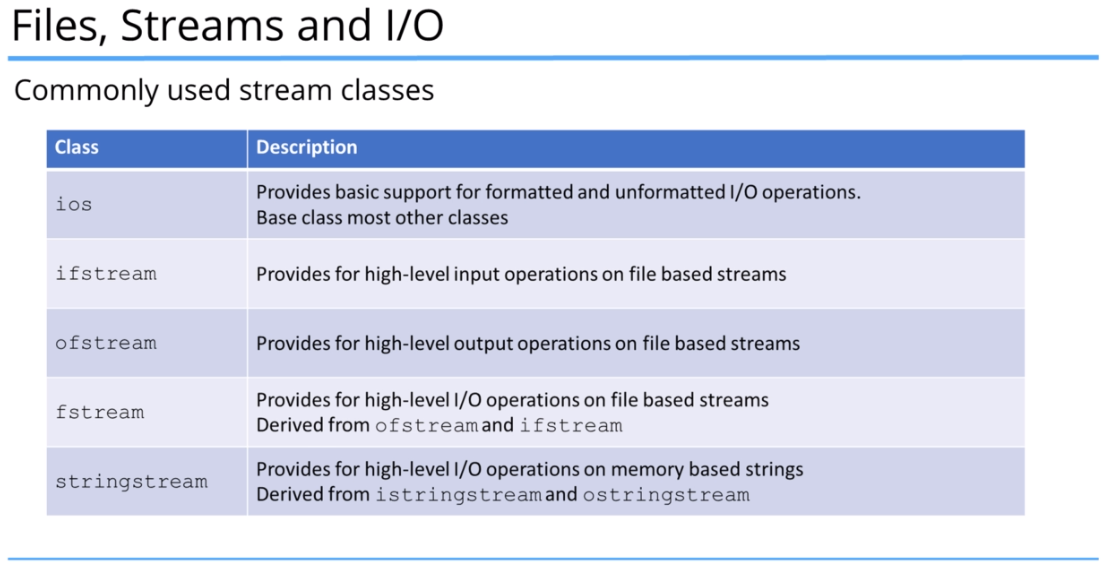 Files, Streams and I/O
Commonly used stream classes
Class Description
ios
Provides basic support for formatted and unformatted I/O operations.
Base class most other classes
ifstream Provides for high-level input operations on file based streams
ofstream Provides for high-level output operations on file based streams
fstream
Provides for high-level I/O operations on file based streams
Derived from ofstream and ifstream
stringstream
Provides for high-level I/O operations on memory based strings
Derived from istringstream and ostringstream